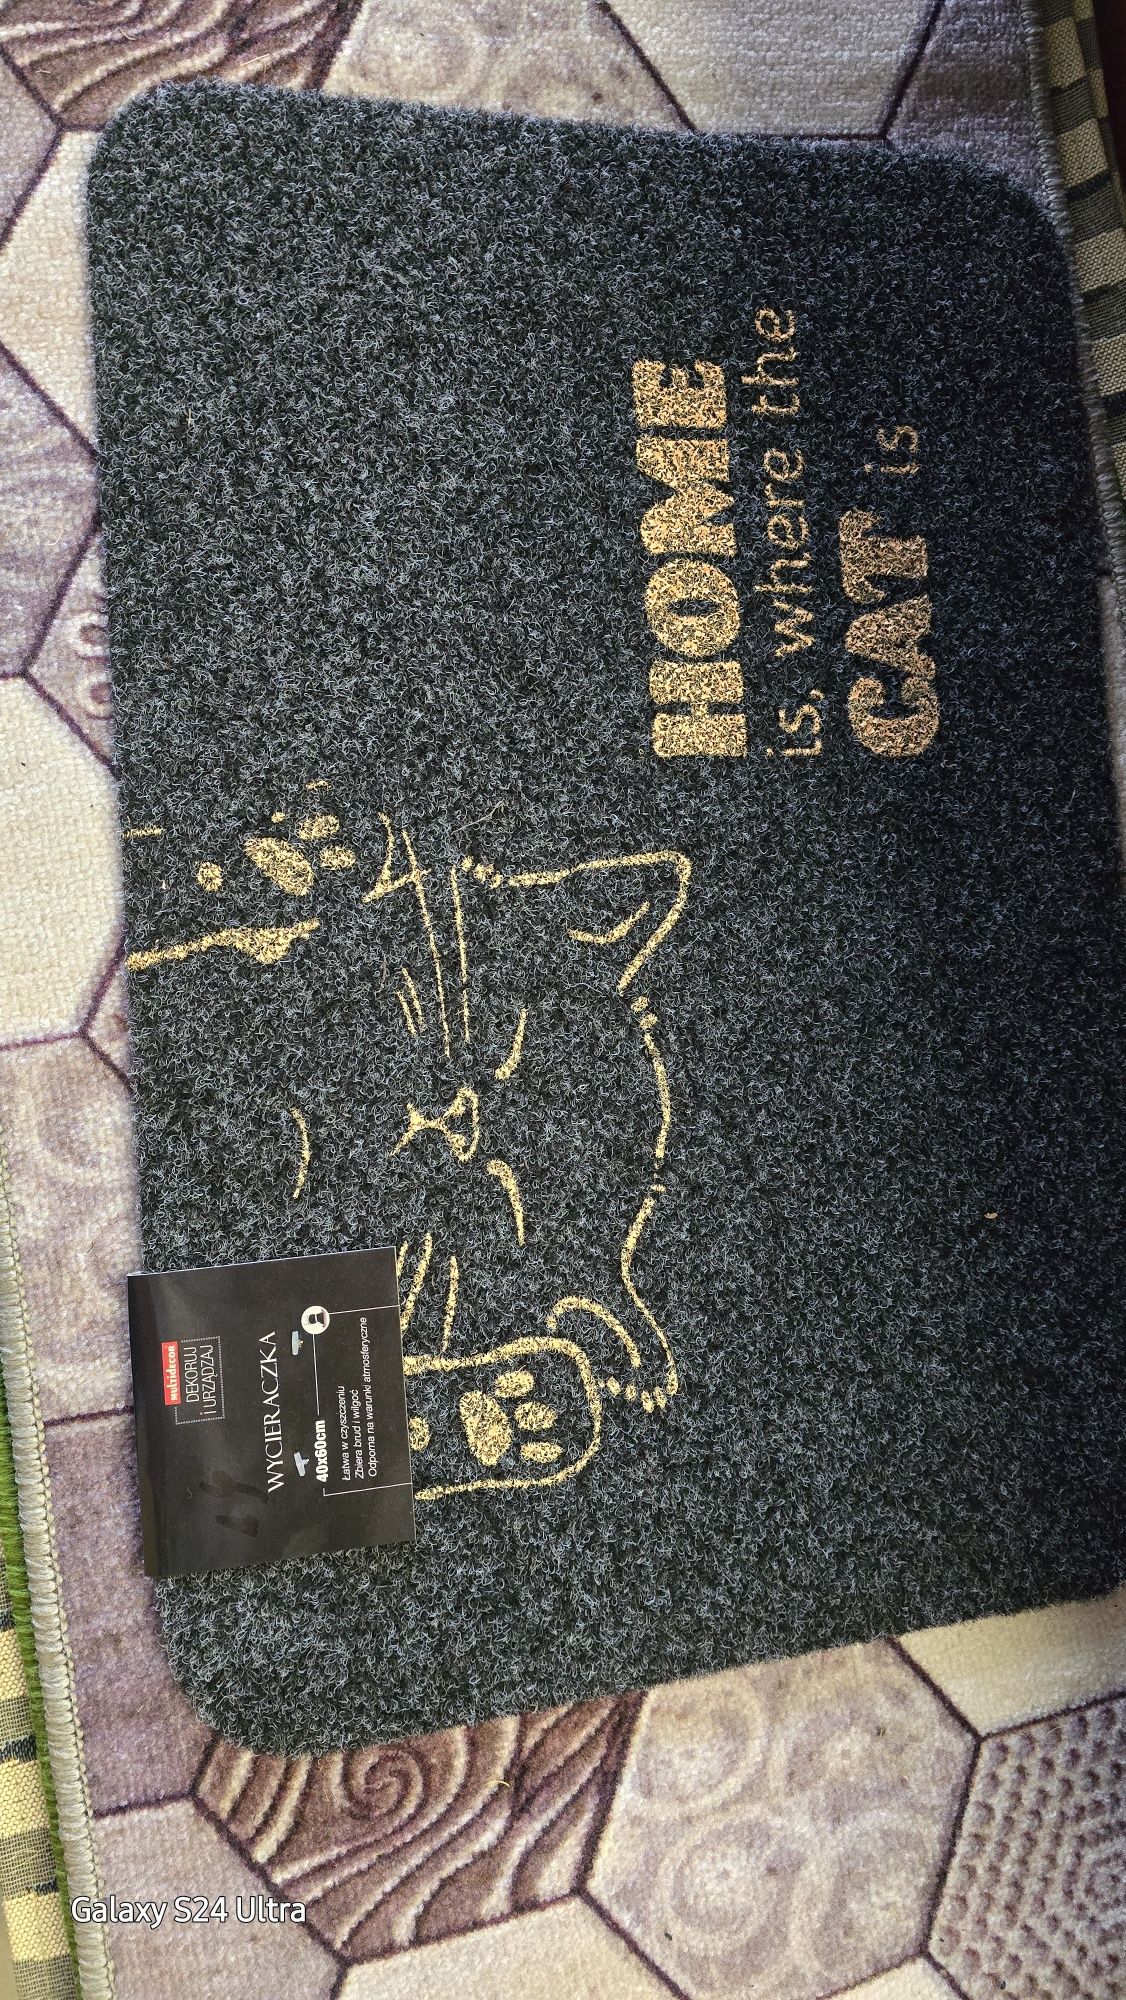 HOME
is, where the
CAT is
multidecor
DEKORUJ
i URZĄDZAJ
WYCIERACZKA
40x60cm
Łatwa w czyszczeniu
Zbiera brud i wilgoć
Odporna na warunki atmosferyczne
Galaxy S24 Ultra